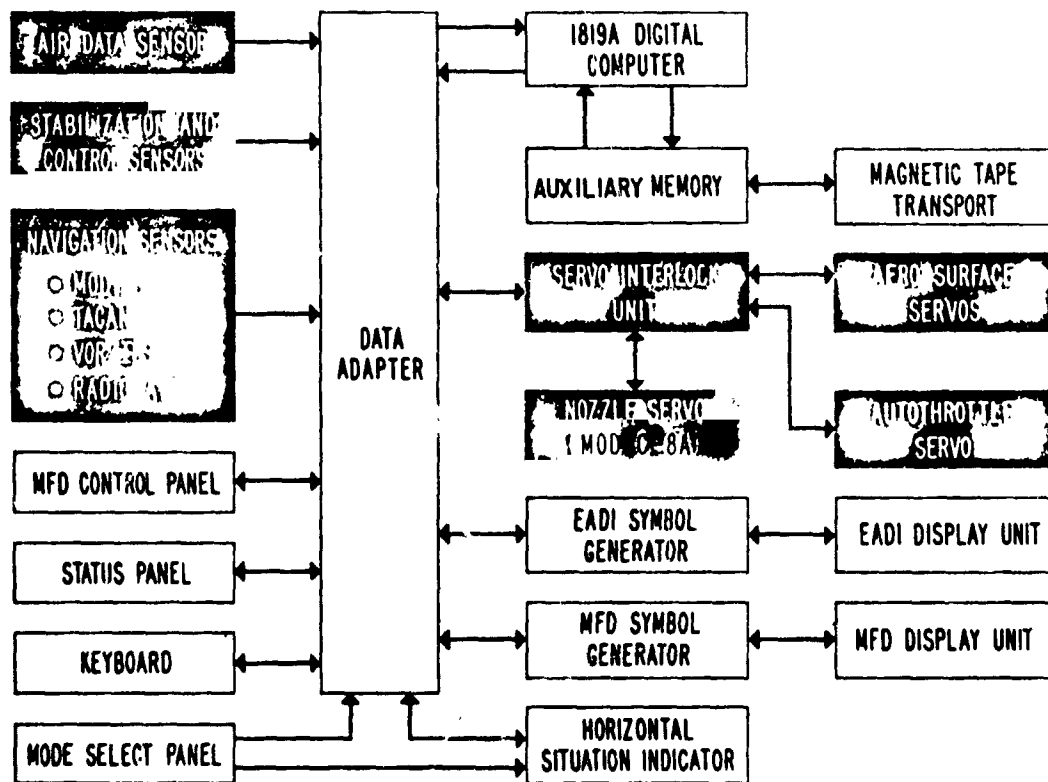 AIR DATA SENSOR
STABILIZATION AND
CONTROL SENSORS
NAVIGATION SENSORS
TACAN
MFD CONTROL PANEL
STATUS PANEL
KEYBOARD
MODE SELECT PANEL
DATA
ADAPTER
1819A DIGITAL
COMPUTER
AUXILIARY MEMORY
MAGNETIC TAPE
TRANSPORT
SERVO INTERLOCK
UNIT
AERO SURFACE
SERVOS
NOZZLE SERVO
AUTOTHROTTLE
SERVO
EADI SYMBOL
GENERATOR
EADI DISPLAY UNIT
MFD SYMBOL
GENERATOR
MFD DISPLAY UNIT
HORIZONTAL
SITUATION INDICATOR